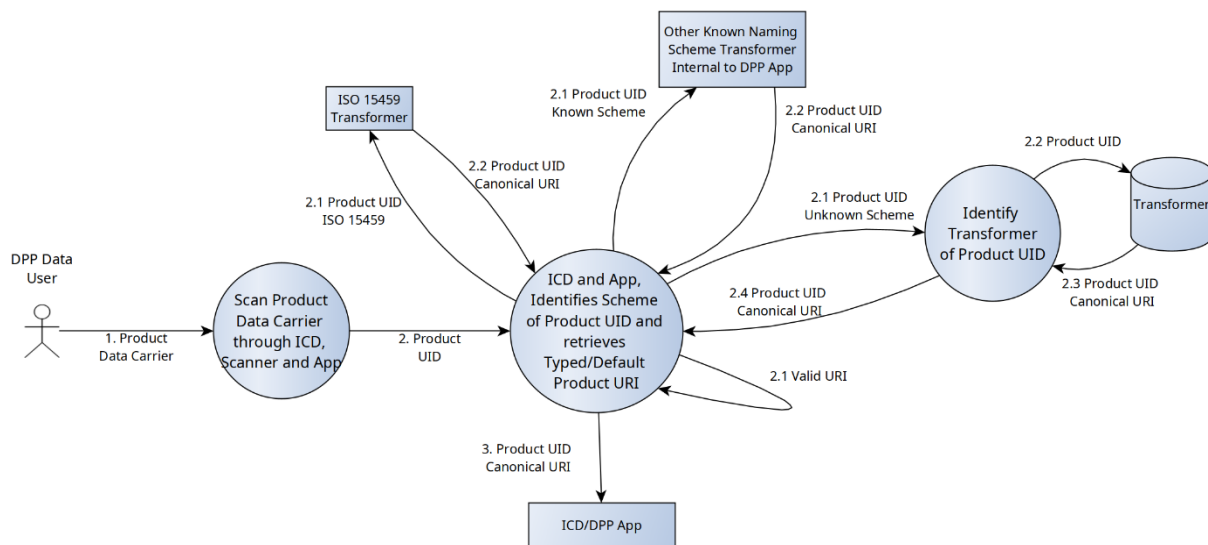 Other Known Naming
Scheme Transformer
Internal to DPP App
ISO 15459
Transformer
2.1 Product UID
Known Scheme
2.2 Product UID
Canonical URI
2.2 Product UID
Canonical URI
2.1 Product UID
ISO 15459
2.1 Product UID
Unknown Scheme
Identify
Transformer
of Product UID
2.2 Product UID
Transformer
2.3 Product UID
Canonical URI
2.4 Product UID
Canonical URI
DPP Data
User
1. Product
Data Carrier
Scan Product
Data Carrier
through ICD,
Scanner and App
2. Product
UID
ICD and App,
Identifies Scheme
of Product UID and
retrieves
Typed/Default
Product URI
2.1 Valid URI
3. Product UID
Canonical URI
ICD/DPP App